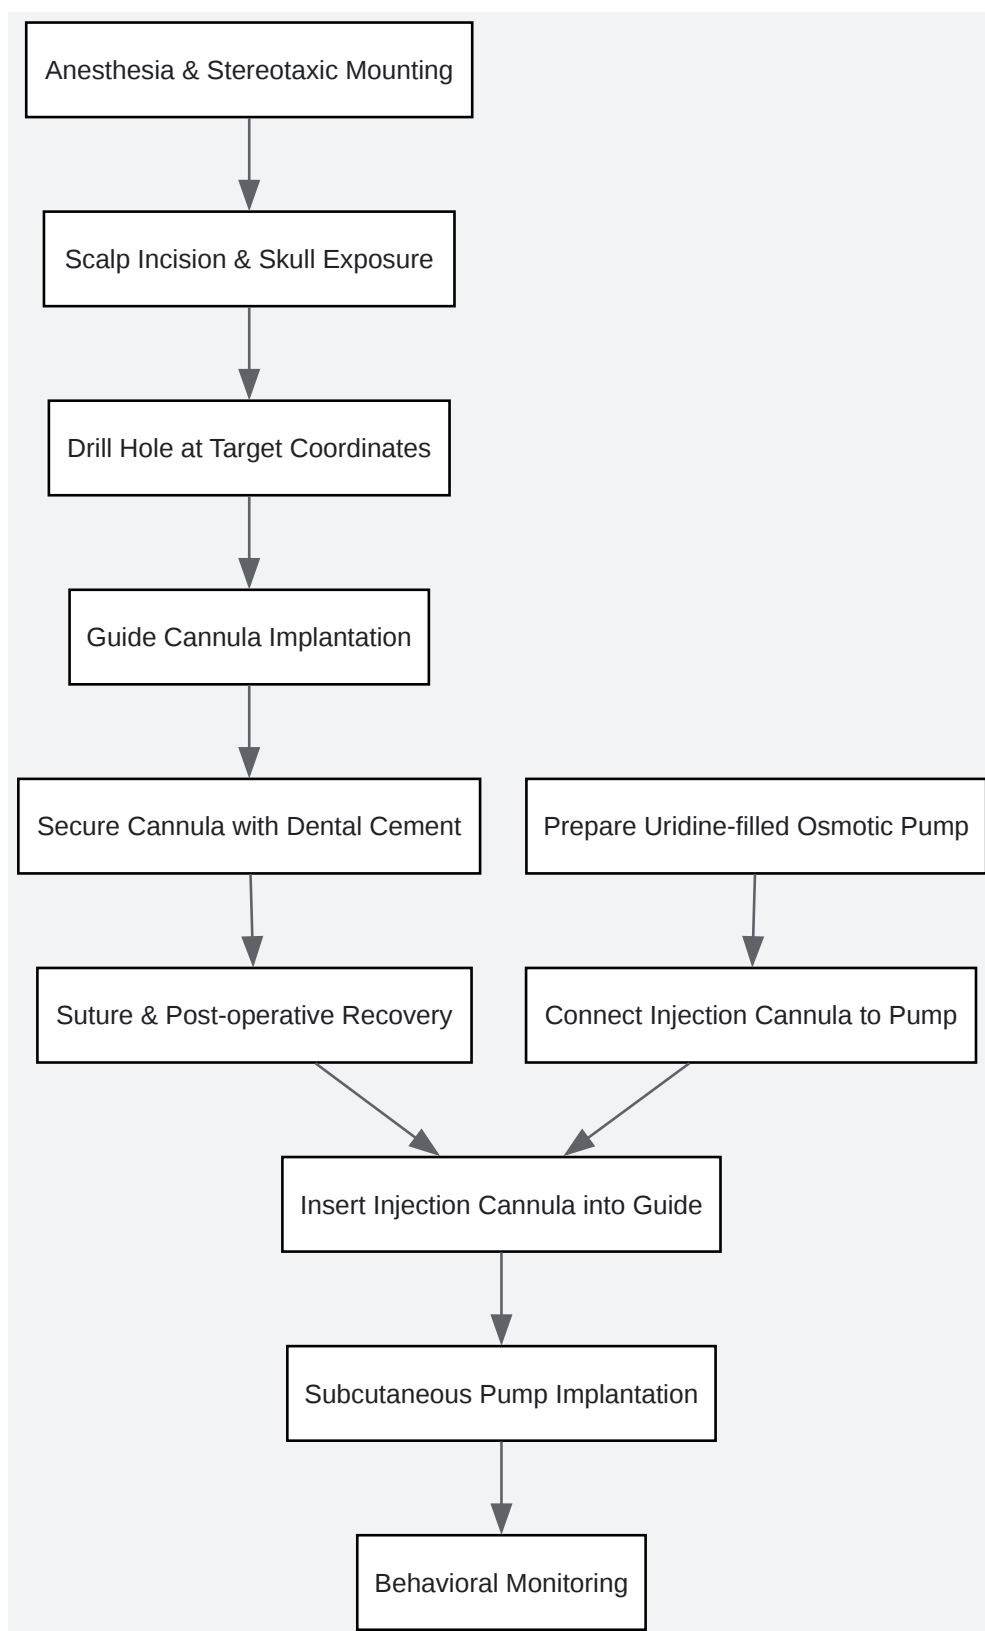 Anesthesia & Stereotaxic Mounting
Scalp Incision & Skull Exposure
Drill Hole at Target Coordinates
Guide Cannula Implantation
Secure Cannula with Dental Cement
Prepare Uridine-filled Osmotic Pump
Suture & Post-operative Recovery
Connect Injection Cannula to Pump
Insert Injection Cannula into Guide
Subcutaneous Pump Implantation
Behavioral Monitoring